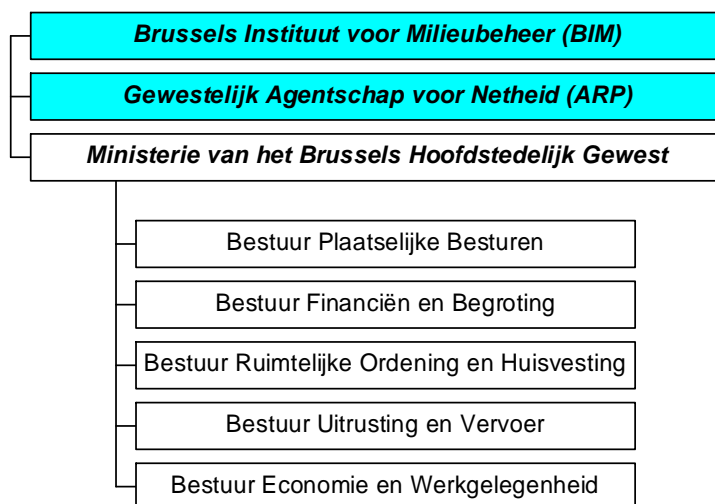 Brussels Instituut voor Milieubeheer (BIM)
Gewestelijk Agentschap voor Netheid (ARP)
Ministerie van het Brussels Hoofdstedelijk Gewest
Bestuur Plaatselijke Besturen
Bestuur Financiën en Begroting
Bestuur Ruimtelijke Ordening en Huisvesting
Bestuur Uitrusting en Vervoer
Bestuur Economie en Werkgelegenheid